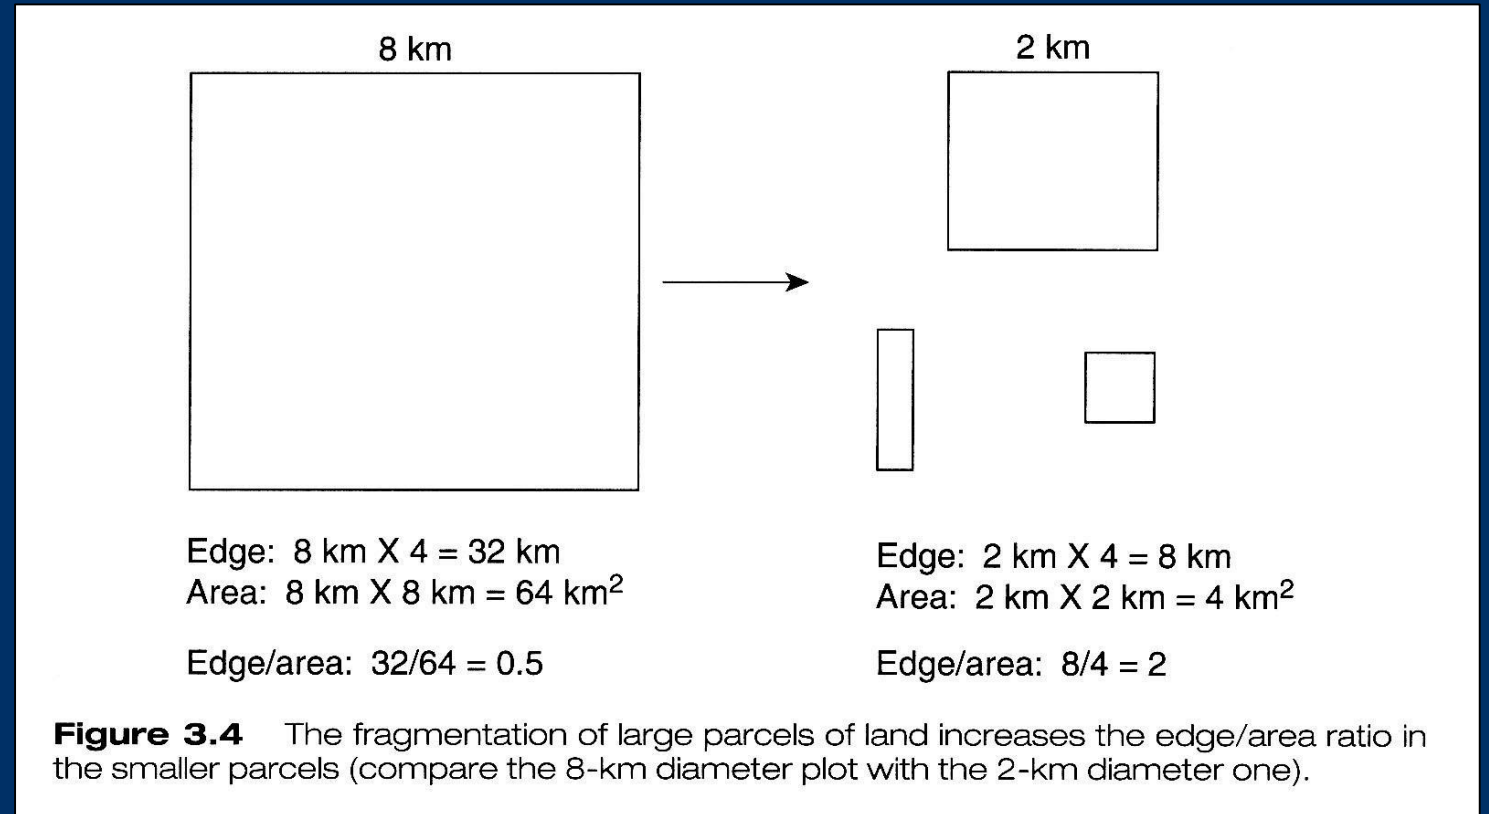 8 km
2 km
Edge: 8 km X 4 = 32 km
Area: 8 km X 8 km = 64 km²
Edge/area: 32/64 = 0.5
Edge: 2 km X 4 = 8 km
Area: 2 km X 2 km = 4 km²
Edge/area: 8/4 = 2
Figure 3.4 The fragmentation of large parcels of land increases the edge/area ratio in
the smaller parcels (compare the 8-km diameter plot with the 2-km diameter one).